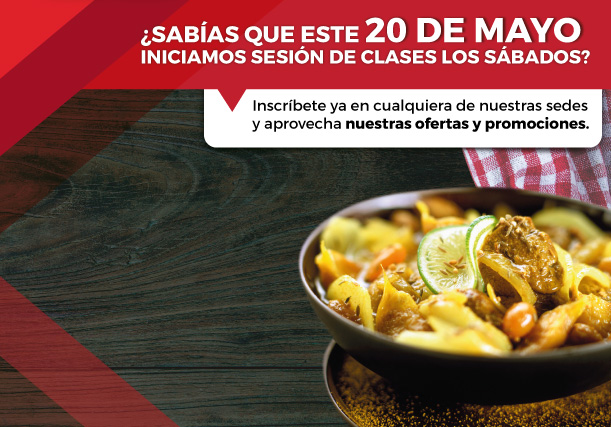 ¿SABÍAS QUE ESTE 20 DE MAYO
INICIAMOS SESIÓN DE CLASES LOS SÁBADOS?
Inscríbete ya en cualquiera de nuestras sedes
y aprovecha nuestras ofertas y promociones.